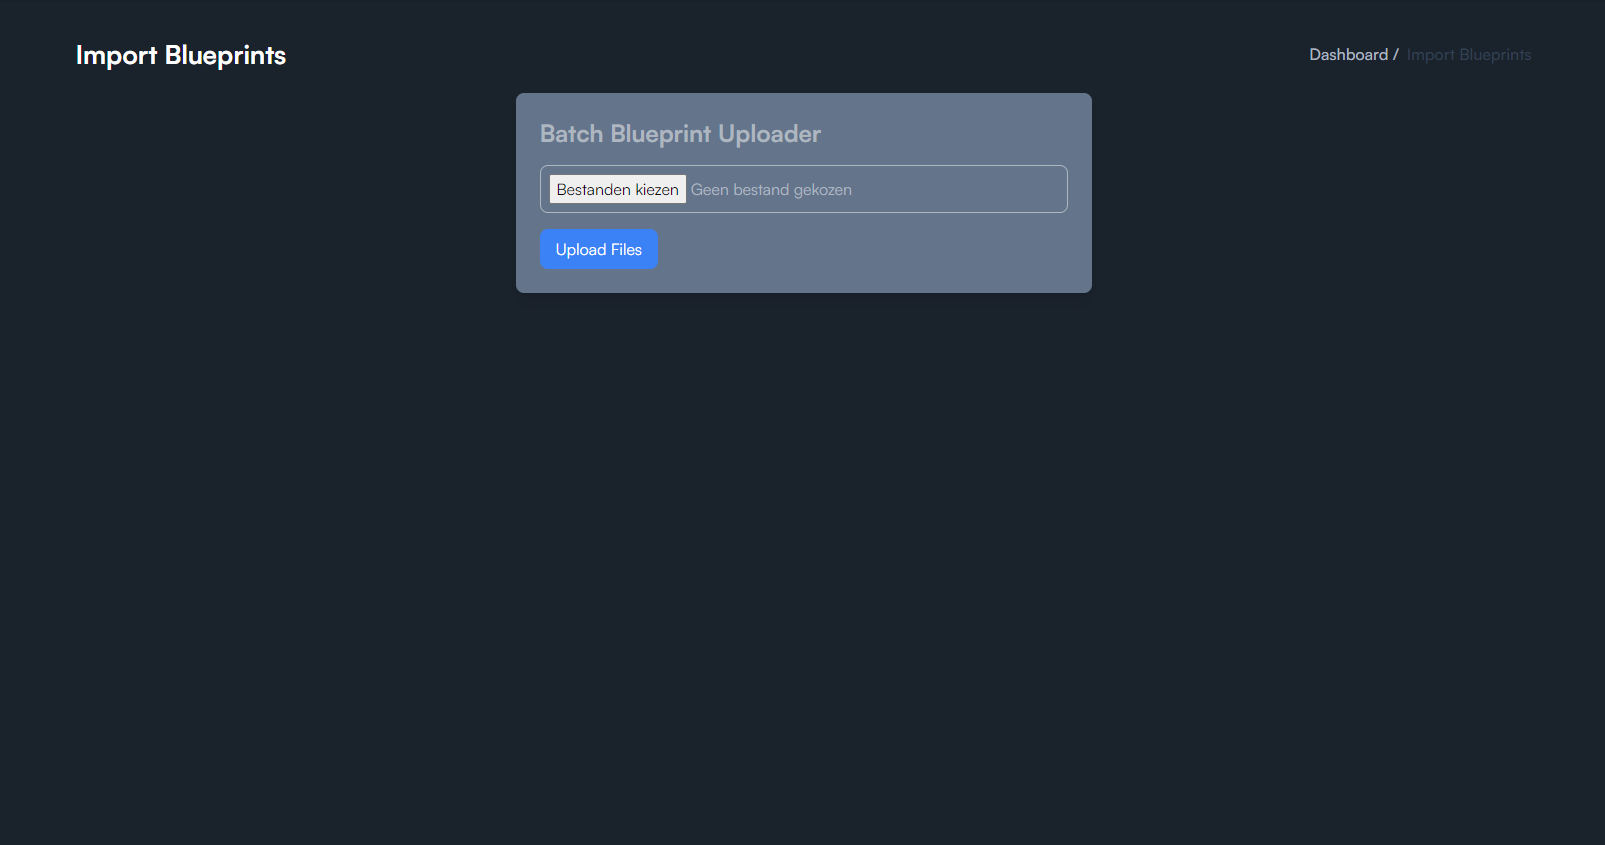 Import Blueprints
Dashboard / Import Blueprints
Batch Blueprint Uploader
Bestanden kiezen Geen bestand gekozen
Upload Files